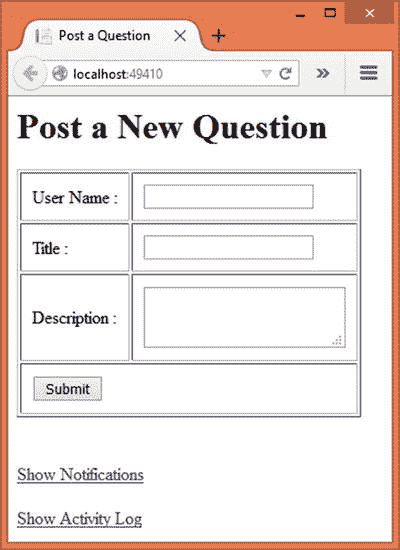 Post a Question
localhost:49410
Post a New Question
User Name :
Title :
Description :
Submit
Show Notifications
Show Activity Log